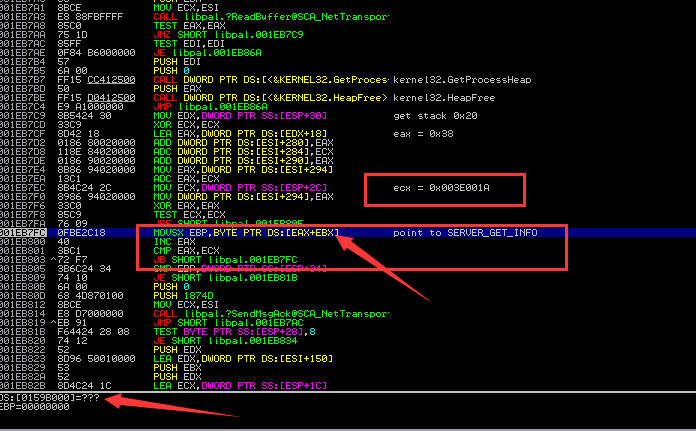 001EB7A1 8BCE MOV ECX,ESI
001EB7A3 E8 88FBFFFF CALL libpal.?ReadBuffer@SCA_NetTranspor
001EB7A8 85C0 TEST EAX,EAX
001EB7AA 75 1D JNZ SHORT libpal.001EB7C9
001EB7AC 85FF TEST EDI,EDI
001EB7AE 0F84 B6000000 JE libpal.001EB86A
001EB7B4 57 PUSH EDI
001EB7B5 6A 00 PUSH 0
001EB7B7 FF15 CC412500 CALL DWORD PTR DS:[<&KERNEL32.GetProces kernel32.GetProcessHeap
001EB7BD 50 PUSH EAX
001EB7BE FF15 D0412500 CALL DWORD PTR DS:[<&KERNEL32.HeapFree> kernel32.HeapFree
001EB7C4 E9 A1000000 JMP libpal.001EB86A
001EB7C9 8B5424 30 MOV EDX,DWORD PTR SS:[ESP+30] get stack 0x20
001EB7CD 33C9 XOR ECX,ECX
001EB7CF 8D42 18 LEA EAX,DWORD PTR DS:[EDX+18] eax = 0x38
001EB7D2 0186 80020000 ADD DWORD PTR DS:[ESI+280],EAX
001EB7D8 118E 84020000 ADC DWORD PTR DS:[ESI+284],ECX
001EB7DE 0186 90020000 ADD DWORD PTR DS:[ESI+290],EAX
001EB7E4 8B86 94020000 MOV EAX,DWORD PTR DS:[ESI+294]
001EB7EA 13C1 ADC EAX,ECX
001EB7EC 8B4C24 2C MOV ECX,DWORD PTR SS:[ESP+2C] ecx = 0x003E001A
001EB7F0 8986 94020000 MOV DWORD PTR DS:[ESI+294],EAX
001EB7F6 33C0 XOR EAX,EAX
001EB7F8 85C9 TEST ECX,ECX
001EB7FC 0FBE2C18 MOVSX EBP,BYTE PTR DS:[EAX+EBX] point to SERVER_GET_INFO
001EB800 40 INC EAX
001EB801 3BC1 CMP EAX,ECX
001EB803 ^72 F7 JB SHORT libpal.001EB7FC
001EB805 3B6C24 34
001EB809 74 10 JE SHORT libpal.001EB81B
001EB80B 6A 00 PUSH 0
001EB80D 68 4D870100 PUSH 1874D
001EB812 8BCE MOV ECX,ESI
001EB814 E8 D7000000 CALL libpal.?SendMsgAck@SCA_NetTranspor
001EB819 ^EB 91 JMP SHORT libpal.001EB7AC
001EB81B F64424 28 08 TEST BYTE PTR SS:[ESP+28],8
001EB820 74 12 JE SHORT libpal.001EB834
001EB822 52 PUSH EDX
001EB823 8D96 50010000 LEA EDX,DWORD PTR DS:[ESI+150]
001EB829 53 PUSH EBX
001EB82A 52 PUSH EDX
001EB82B 8D4C24 1C LEA ECX,DWORD PTR SS:[ESP+1C]
DS:[0159B000]=???
EBP=00000000